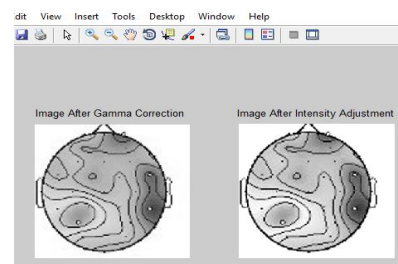 dit View Insert Tools Desktop Window Help
Image After Gamma Correction
Image After Intensity Adjustment